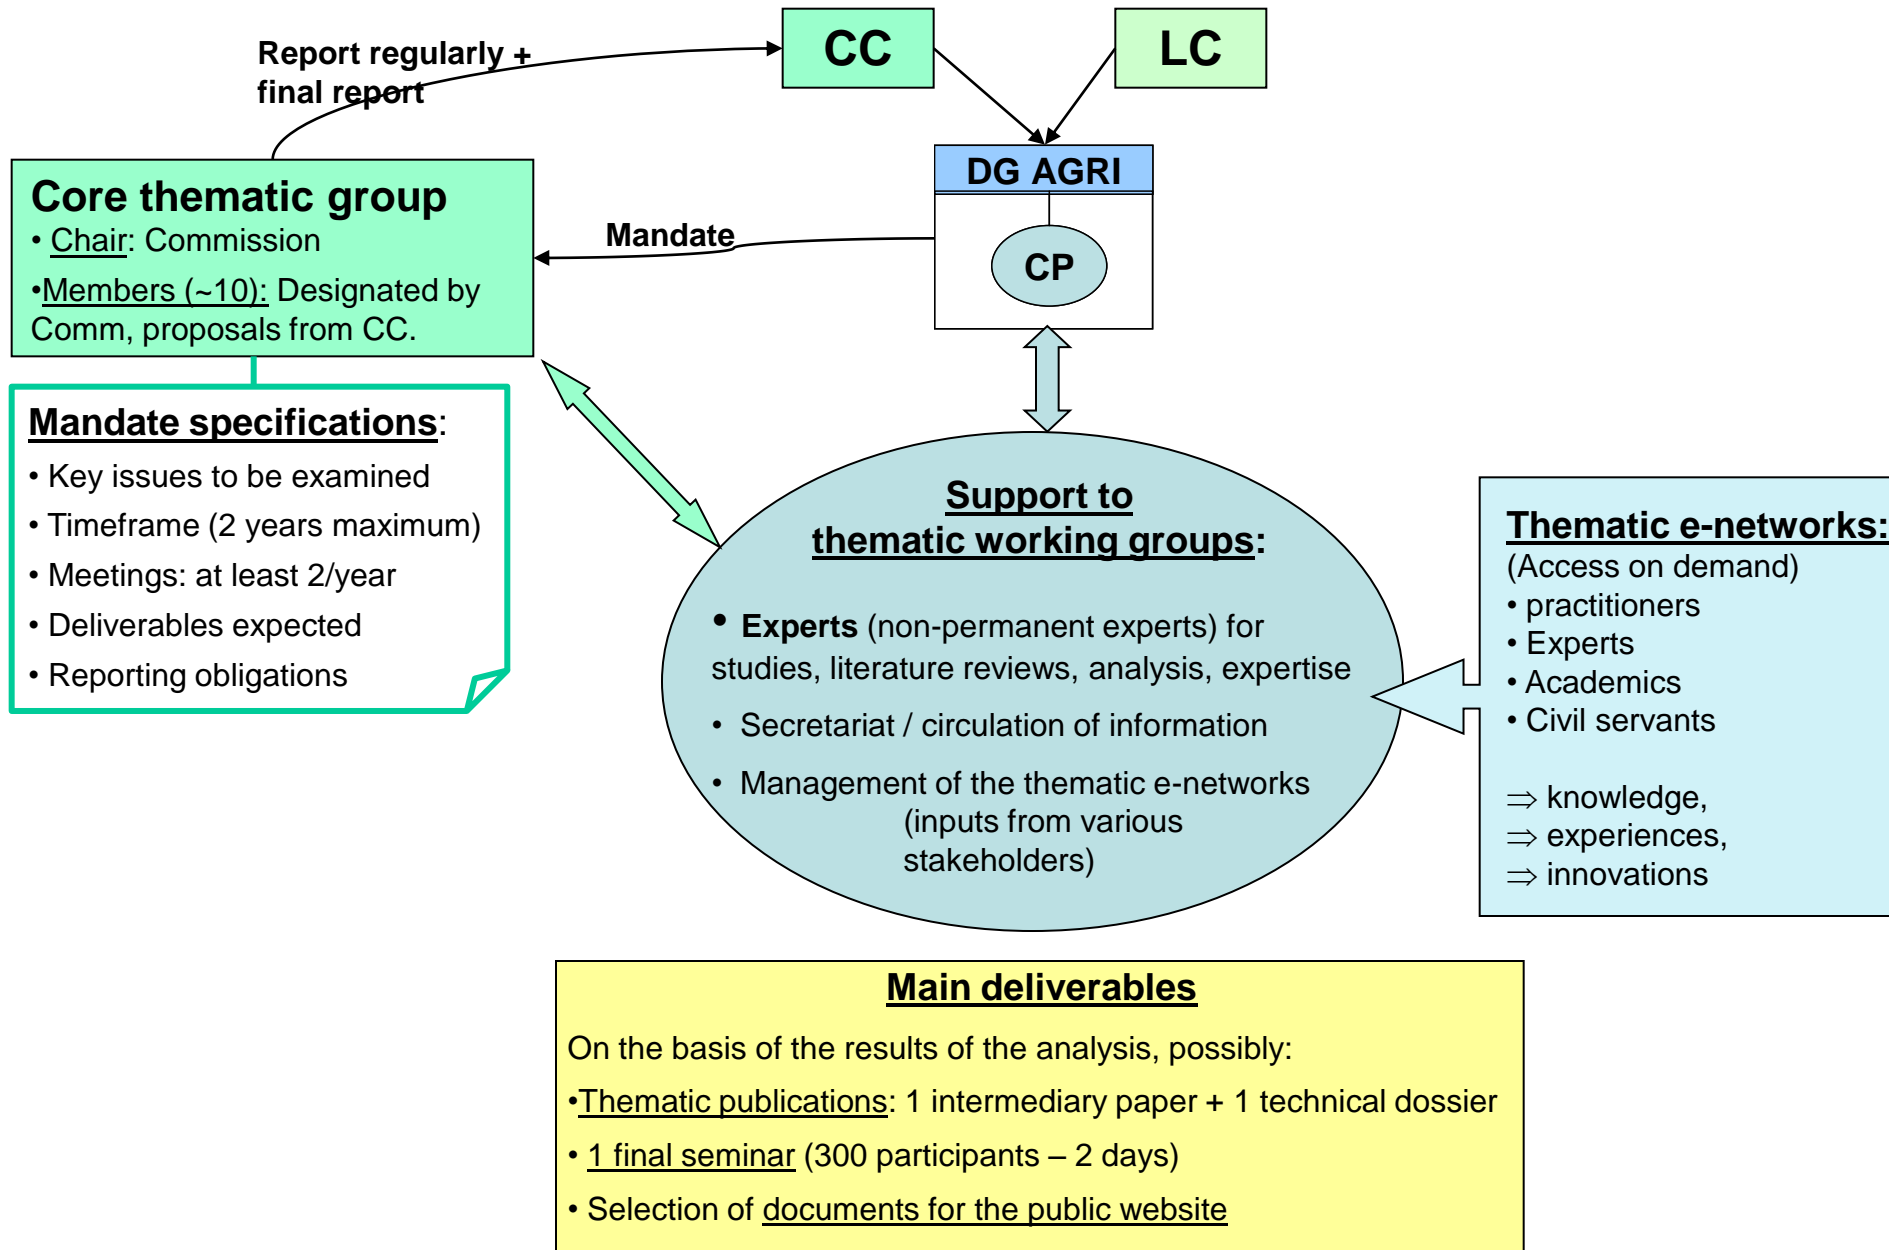 Report regularly +
final report
CC
LC
DG AGRI
CP
Mandate
Core thematic group
• Chair: Commission
•Members (~10): Designated by
Comm, proposals from CC.
Mandate specifications:
• Key issues to be examined
• Timeframe (2 years maximum)
• Meetings: at least 2/year
• Deliverables expected
• Reporting obligations
Support to
thematic working groups:
• Experts (non-permanent experts) for
studies, literature reviews, analysis, expertise
• Secretariat / circulation of information
• Management of the thematic e-networks
(inputs from various
stakeholders)
Thematic e-networks:
(Access on demand)
• practitioners
• Experts
• Academics
• Civil servants
⇒ knowledge,
⇒ experiences,
⇒ innovations
Main deliverables
On the basis of the results of the analysis, possibly:
•Thematic publications: 1 intermediary paper + 1 technical dossier
• 1 final seminar (300 participants – 2 days)
• Selection of documents for the public website